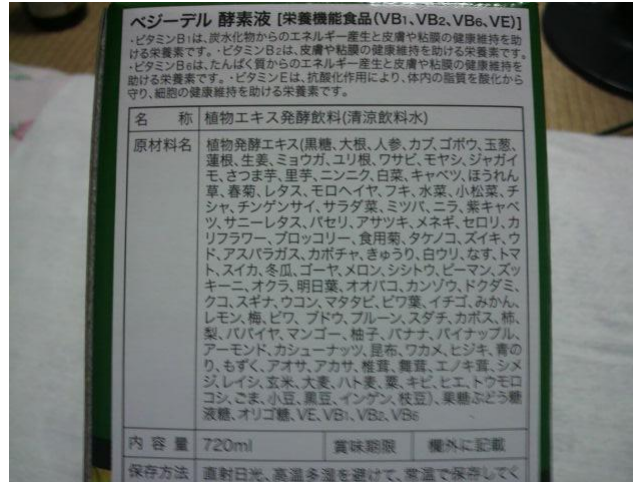 ベジーデル 酵素液 [栄養機能食品(VB1、VB2、VB6、VE)]
・ビタミンB1は、炭水化物からのエネルギー産生と皮膚や粘膜の健康維持を助
ける栄養素です。・ビタミンB2は、皮膚や粘膜の健康維持を助ける栄養素です。
・ビタミンB6は、たんぱく質からのエネルギー産生と皮膚や粘膜の健康維持を
助ける栄養素です。・ビタミンEは、抗酸化作用により、体内の脂質を酸化から
守り、細胞の健康維持を助ける栄養素です。
名 称 植物エキス発酵飲料(清涼飲料水)
原材料名 植物発酵エキス(黒糖、大根、人参、カブ、ゴボウ、玉葱、
蓮根、生姜、ミョウガ、ユリ根、ワサビ、モヤシ、ジャガイ
モ、さつま芋、里芋、ニンニク、白菜、キャベツ、ほうれん
草、春菊、レタス、モロヘイヤ、フキ、水菜、小松菜、チ
シャ、チンゲンサイ、サラダ菜、ミツバ、ニラ、紫キャベ
ツ、サニーレタス、パセリ、アサツキ、メネギ、セロリ、カ
リフラワー、ブロッコリー、食用菊、タケノコ、ズイキ、ウ
ド、アスパラガス、カボチャ、きゅうり、白ウリ、なす、トマ
ト、スイカ、冬瓜、ゴーヤ、メロン、シシトウ、ピーマン、ズッ
キーニ、オクラ、明日葉、オオバコ、カンゾウ、ドクダミ、
クコ、スギナ、ウコン、マタタビ、ビワ葉、イチゴ、みかん、
レモン、梅、ビワ、ブドウ、プルーン、スダチ、カボス、柿、
梨、パパイヤ、マンゴー、柚子、バナナ、パイナップル、
アーモンド、カシューナッツ、昆布、ワカメ、ヒジキ、青の
り、もずく、アオサ、アカサ、椎茸、舞茸、エノキ茸、シメ
ジ、レイシ、玄米、大麦、ハト麦、粟、キビ、ヒエ、トウモロ
コシ、ごま、小豆、黒豆、インゲン、枝豆)、果糖ぶどう糖
液糖、オリゴ糖、VE、VB1、VB2、VB6
内 容 量 720ml 賞味期限 欄外に記載
保存方法 直射日光、高温多湿を避けて、常温で保存してく